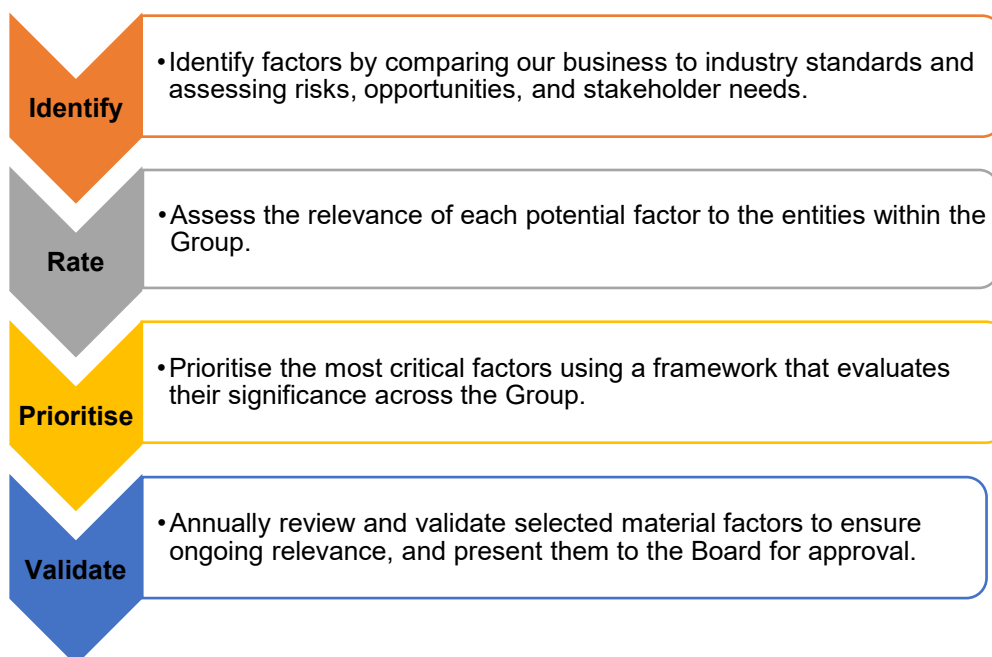 Identify
•Identify factors by comparing our business to industry standards and
assessing risks, opportunities, and stakeholder needs.
Rate
•Assess the relevance of each potential factor to the entities within the
Group.
Prioritise
•Prioritise the most critical factors using a framework that evaluates
their significance across the Group.
Validate
•Annually review and validate selected material factors to ensure
ongoing relevance, and present them to the Board for approval.